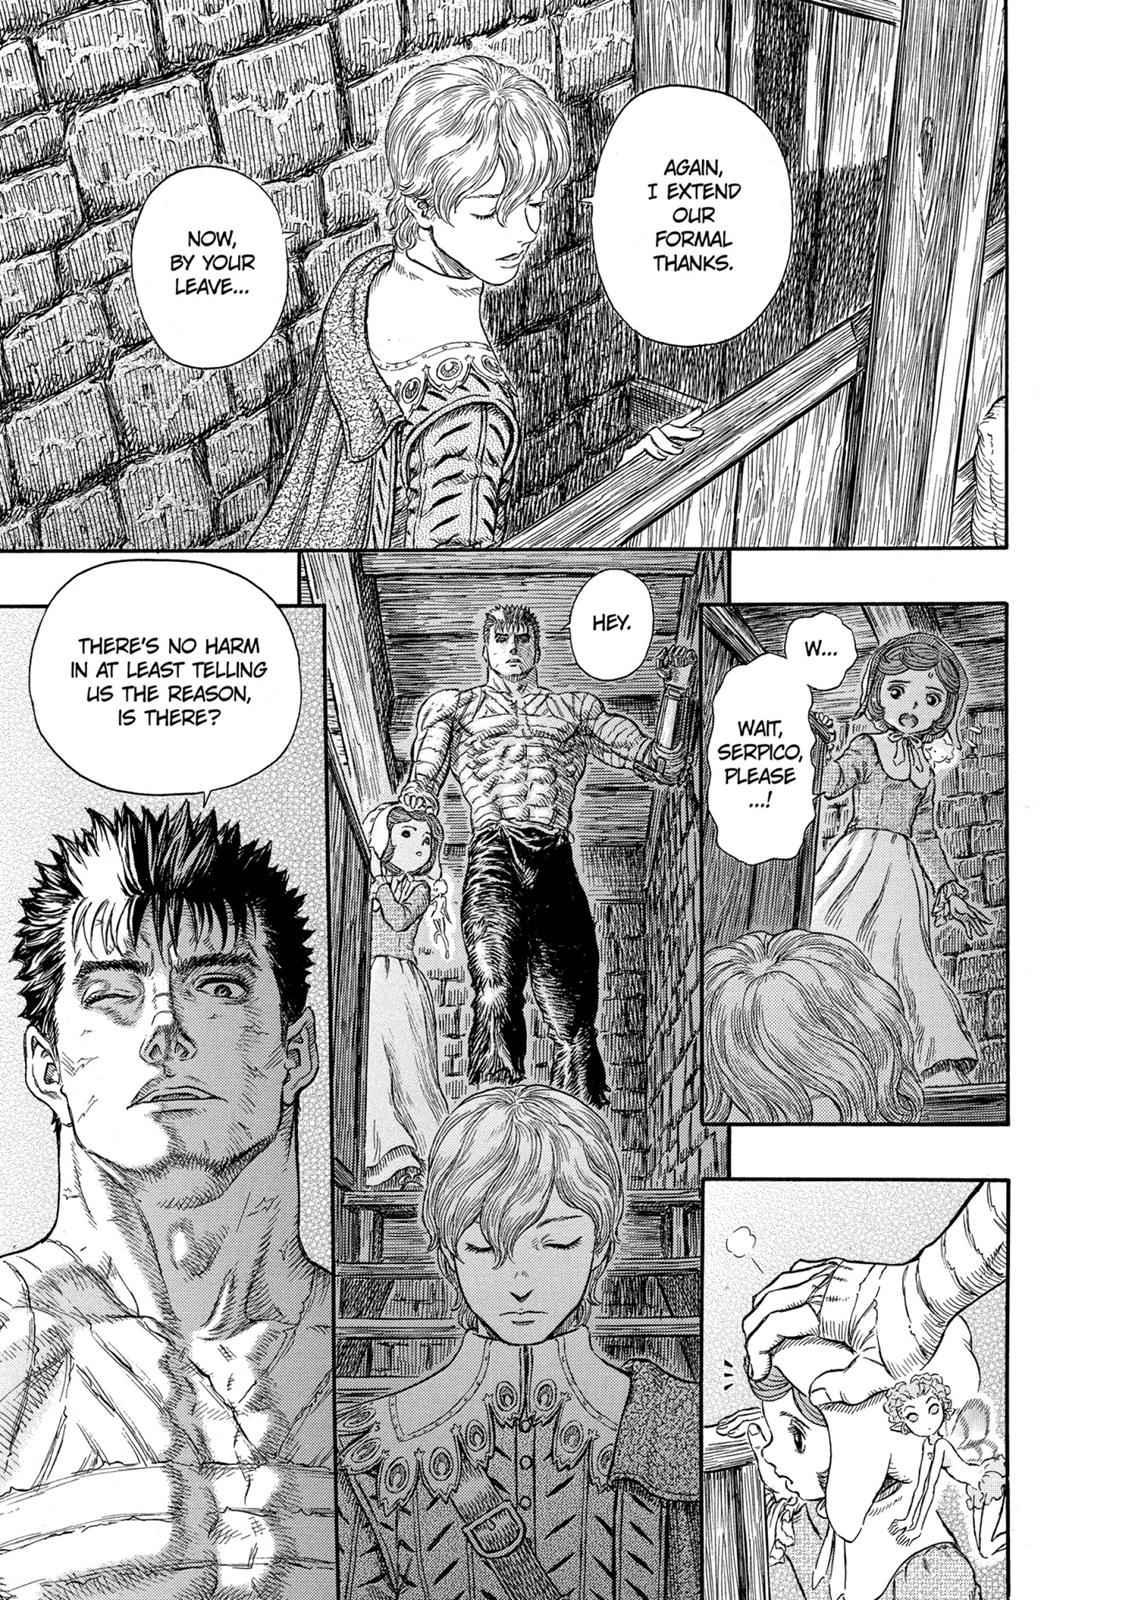 AGAIN,
I EXTEND
OUR
FORMAL
THANKS.
NOW,
BY YOUR
LEAVE...
W...
WAIT,
SERPICO,
PLEASE
...!
HEY.
THERE'S NO HARM
IN AT LEAST TELLING
US THE REASON,
IS THERE?